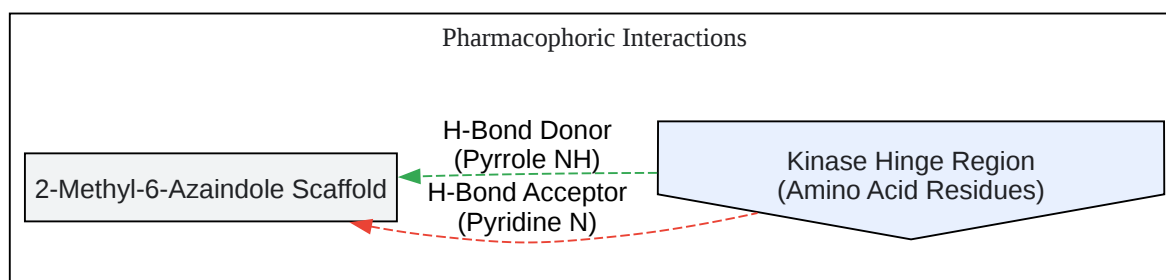 Pharmacophoric Interactions
H-Bond Donor
(Pyrrole NH)
2-Methyl-6-Azaindole Scaffold
H-Bond Acceptor
(Pyridine N)
Kinase Hinge Region
(Amino Acid Residues)